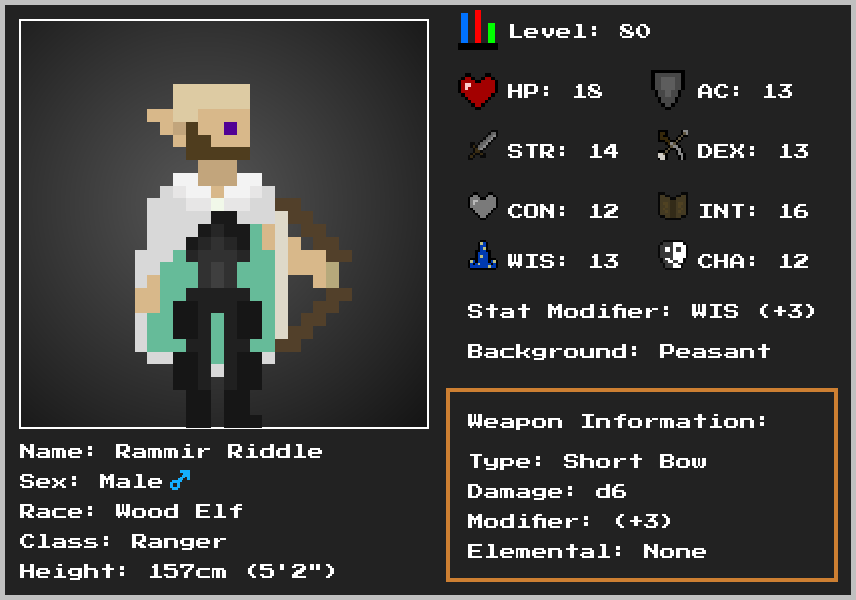 Level: 80
HP: 18
AC: 13
STR: 14
DEX: 13
CON: 12
INT: 16
WIS: 13
CHA: 12
Stat Modifier: WIS (+3)
Background: Peasant
Weapon Information:
Type: Short Bow
Damage: d6
Modifier: (+3)
Elemental: None
Name: Rammir Riddle
Sex: Male♂
Race: Wood Elf
Class: Ranger
Height: 157cm (5'2")